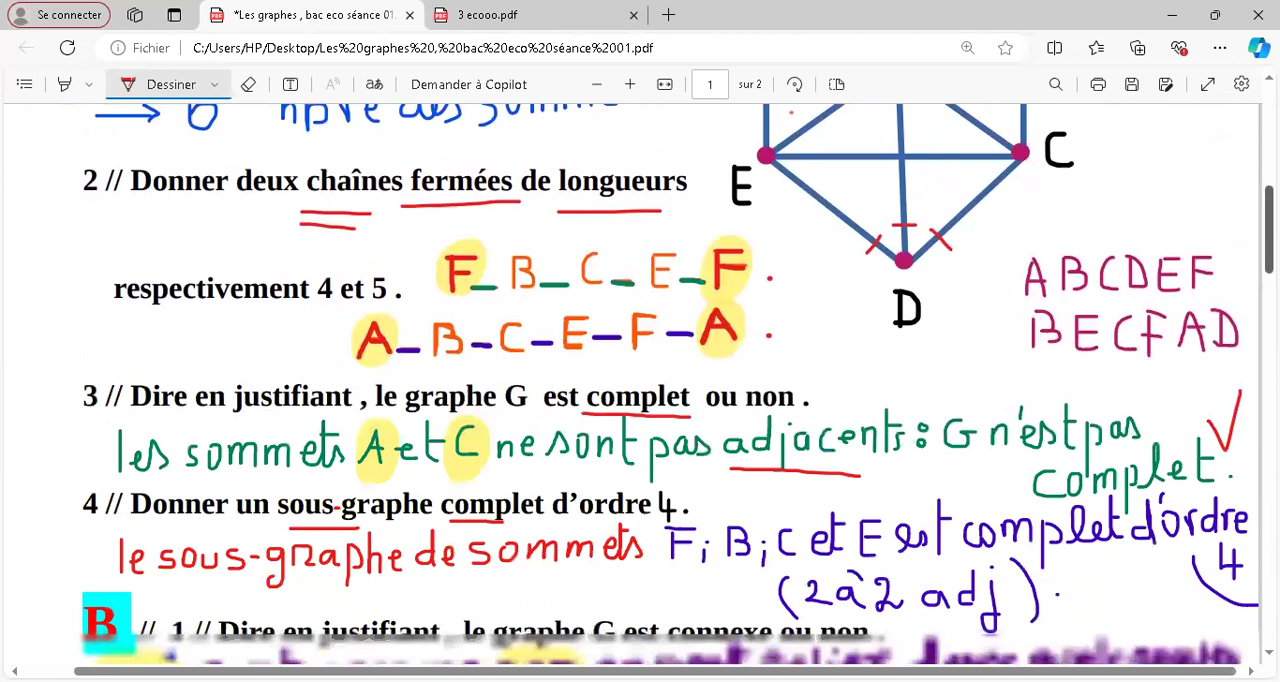 Se connecter
*Les graphes , bac eco séance 01.
3 ecooo.pdf
Fichier
C:/Users/HP/Desktop/Les%20graphes%20,%20bac%20eco%20séance%2001.pdf
Dessiner
aあ
Demander à Copilot
1
sur 2
2 // Donner deux chaînes fermées de longueurs
E
C
respectivement 4 et 5 .
F_B_C_E_F.
D
A B C D E F
A_B_C_E_F_A.
B E C F A D
3 // Dire en justifiant , le graphe G est complet ou non .
les sommets A et C ne sont pas adjacents : G n'est pas
complet.
4 // Donner un sous-graphe complet d'ordre 4.
le sous-graphe de sommets F; B; C et E est complet d'ordre
4
(2 à 2 adj).
B // 1 // Dire en justifiant , le graphe G est connexe ou non .